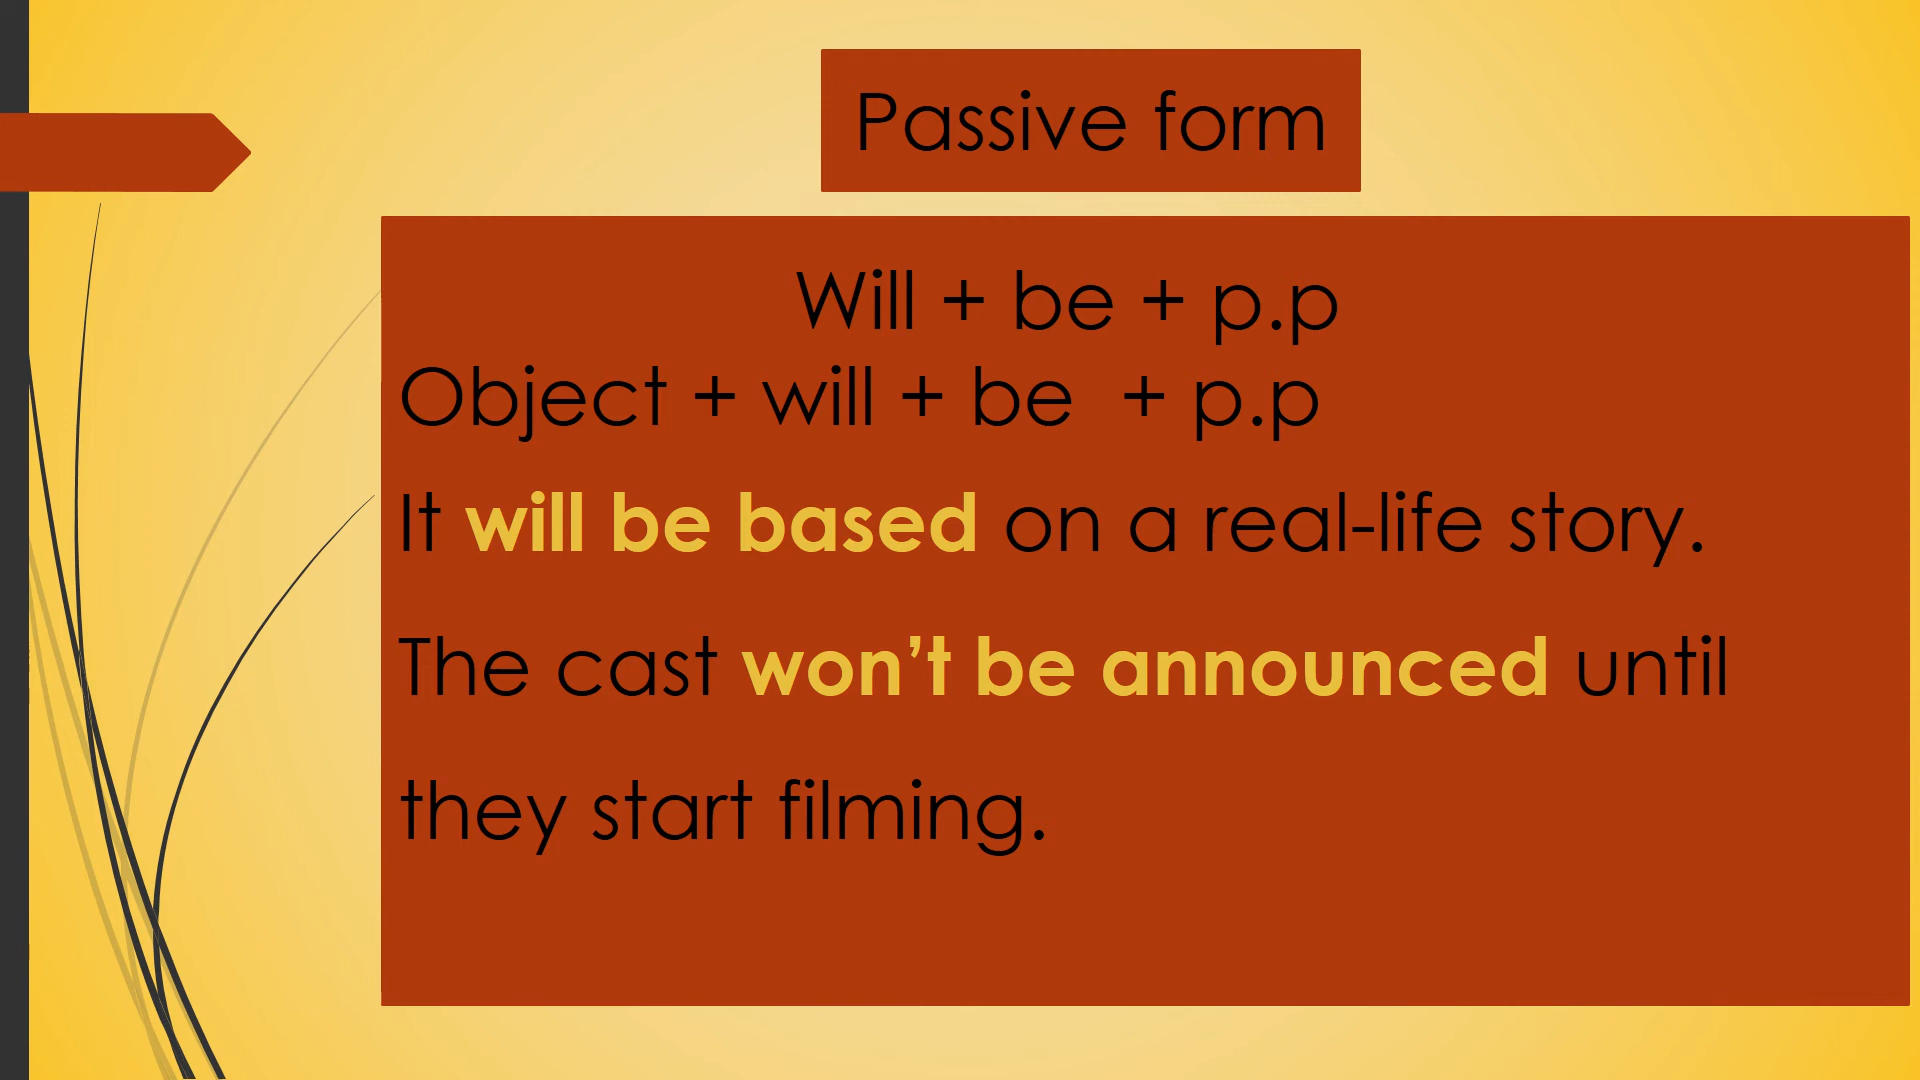 Passive form
Will + be + p.p
Object + will + be + p.p
It will be based on a real-life story.
The cast won’t be announced until
they start filming.